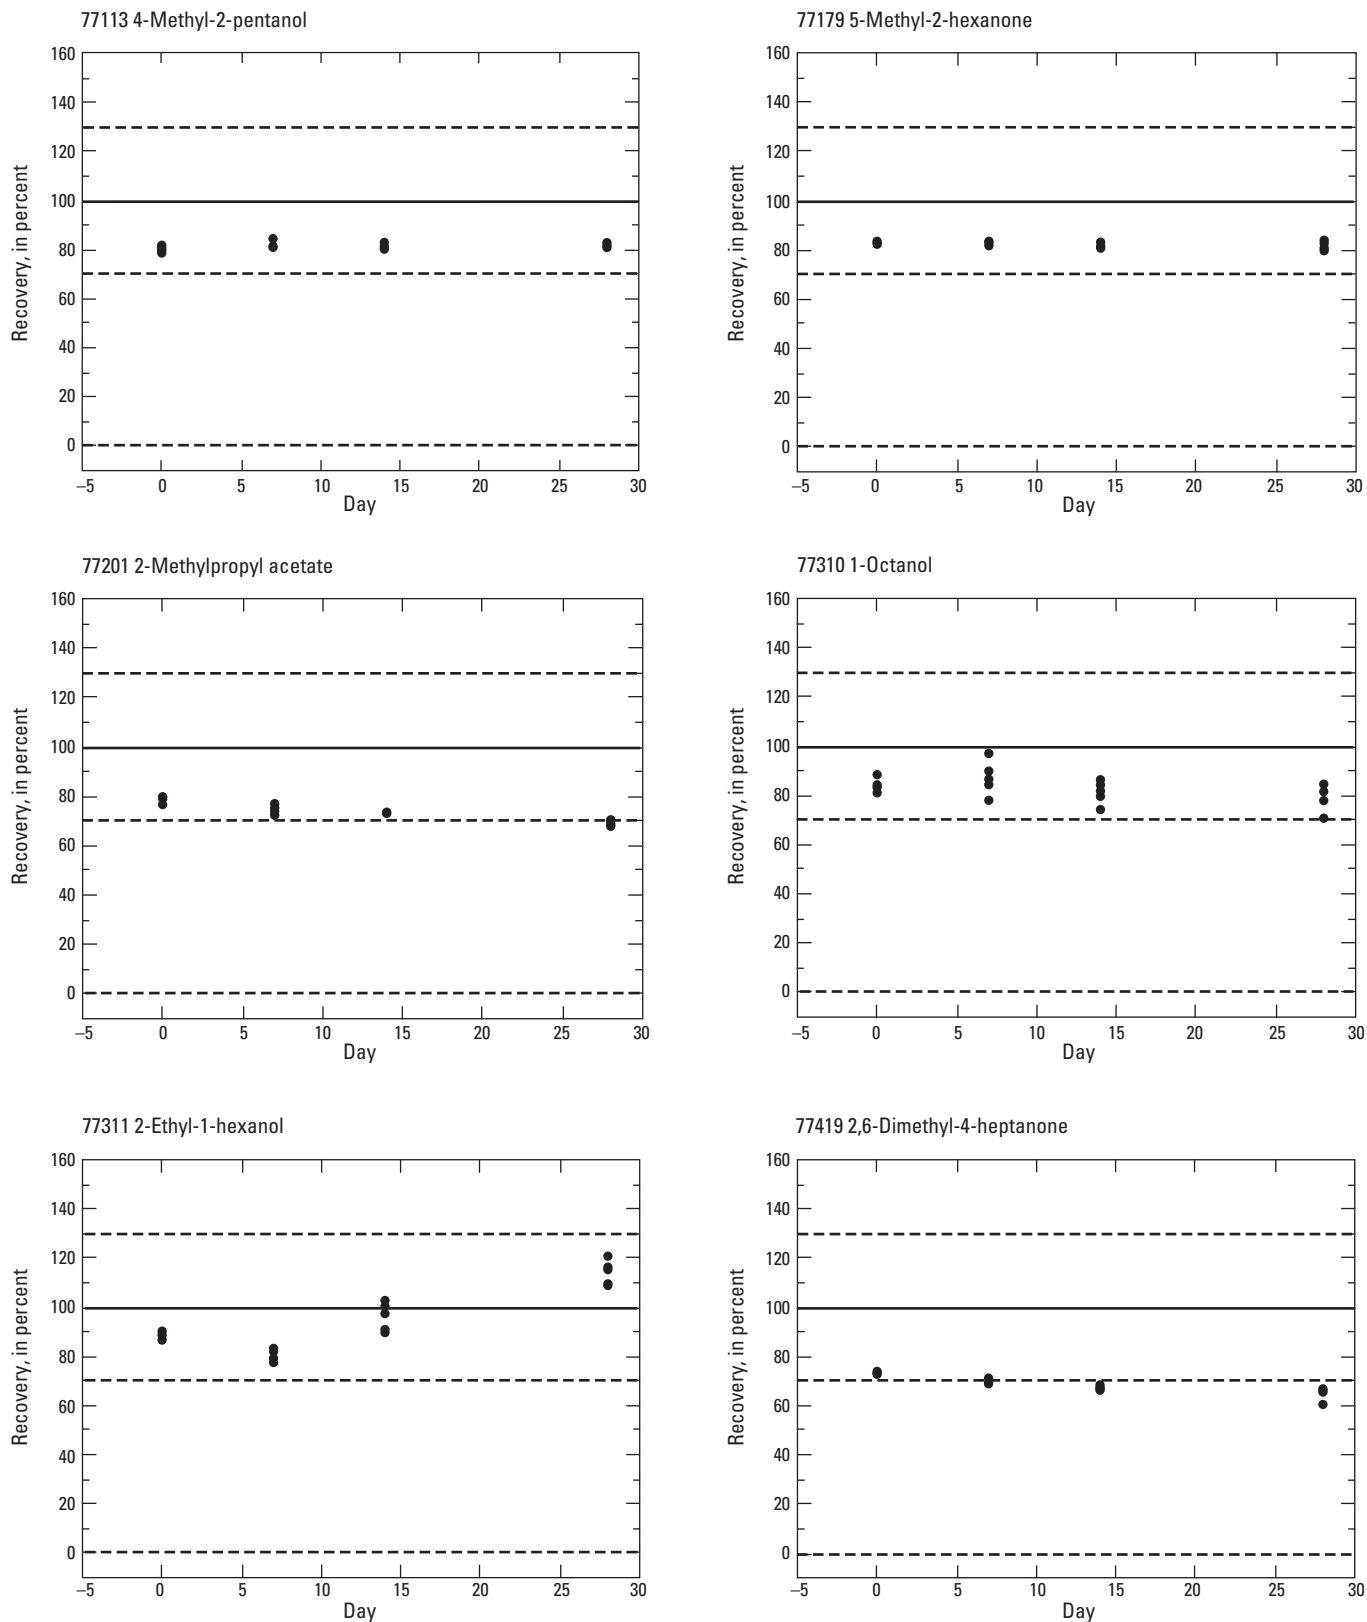 77113 4-Methyl-2-pentanol
160
140
120
100
80
60
40
20
0
Recovery, in percent
–5 0 5 10 15 20 25 30
Day
77179 5-Methyl-2-hexanone
160
140
120
100
80
60
40
20
0
Recovery, in percent
–5 0 5 10 15 20 25 30
Day
77201 2-Methylpropyl acetate
160
140
120
100
80
60
40
20
0
Recovery, in percent
–5 0 5 10 15 20 25 30
Day
77310 1-Octanol
160
140
120
100
80
60
40
20
0
Recovery, in percent
–5 0 5 10 15 20 25 30
Day
77311 2-Ethyl-1-hexanol
160
140
120
100
80
60
40
20
0
Recovery, in percent
–5 0 5 10 15 20 25 30
Day
77419 2,6-Dimethyl-4-heptanone
160
140
120
100
80
60
40
20
0
Recovery, in percent
–5 0 5 10 15 20 25 30
Day